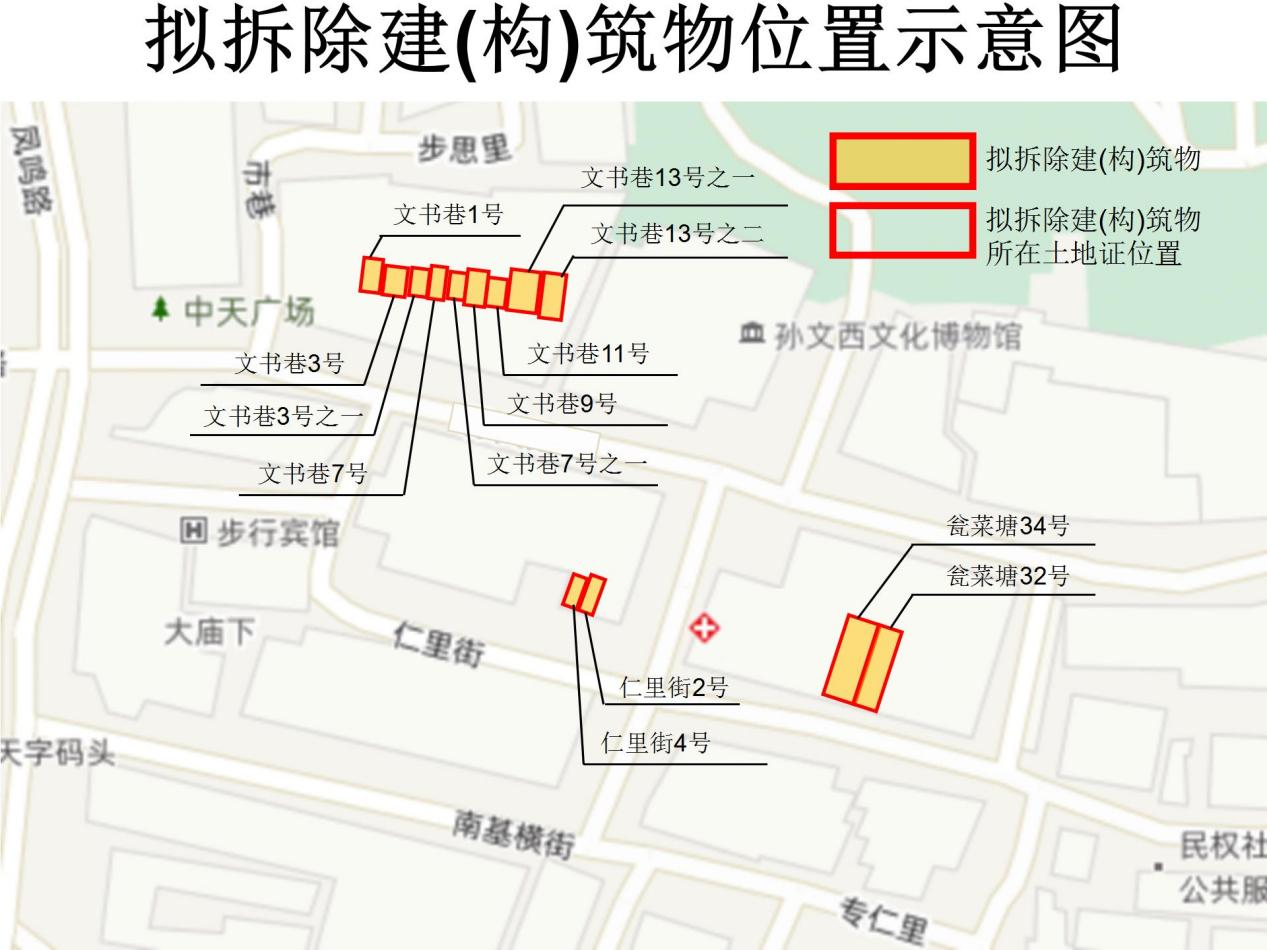 拟拆除建(构)筑物位置示意图
凤鸣路
市巷
步思里
文书巷13号之一
拟拆除建(构)筑物
文书巷1号
文书巷13号之二
拟拆除建(构)筑物
所在土地证位置
中天广场
孙文西文化博物馆
文书巷3号
文书巷11号
文书巷3号之一
文书巷9号
文书巷7号
文书巷7号之一
H 步行宾馆
瓮菜塘34号
瓮菜塘32号
大庙下
仁里街
仁里街2号
仁里街4号
天字码头
南基横街
民权社
公共服
专仁里